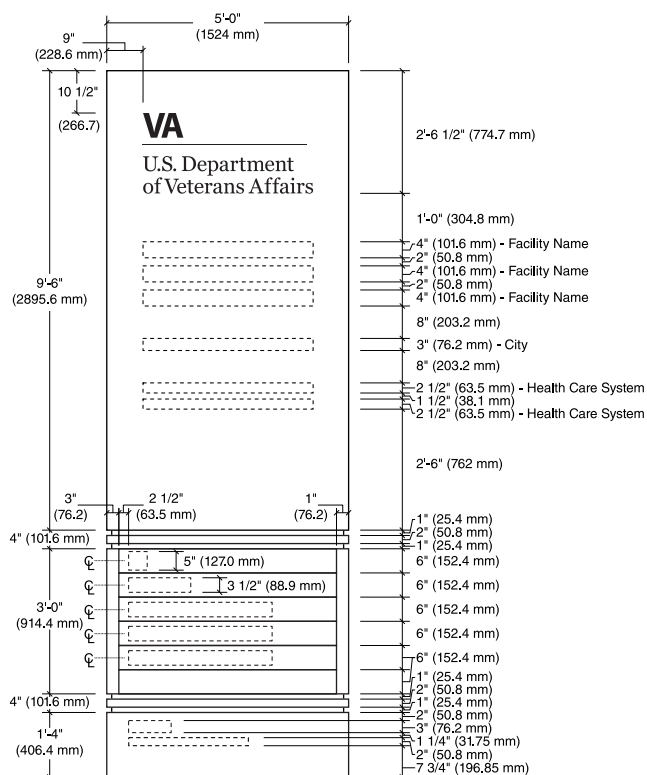 5'-0"
(1524 mm)
9"
(228.6 mm)
10 1/2"
(266.7)
VA
U.S. Department
of Veterans Affairs
2'-6 1/2" (774.7 mm)
1'-0" (304.8 mm)
4" (101.6 mm) - Facility Name
2" (50.8 mm)
4" (101.6 mm) - Facility Name
2" (50.8 mm)
4" (101.6 mm) - Facility Name
9'-6"
(2895.6 mm)
8" (203.2 mm)
3" (76.2 mm) - City
8" (203.2 mm)
2 1/2" (63.5 mm) - Health Care System
1 1/2" (38.1 mm)
2 1/2" (63.5 mm) - Health Care System
2'-6" (762 mm)
3"
(76.2)
2 1/2"
(63.5 mm)
1"
(76.2)
4" (101.6 mm)
1" (25.4 mm)
2" (50.8 mm)
1" (25.4 mm)
℄ 5" (127.0 mm)
6" (152.4 mm)
℄ 3 1/2" (88.9 mm)
6" (152.4 mm)
3'-0"
(914.4 mm)
℄
6" (152.4 mm)
℄
6" (152.4 mm)
℄
6" (152.4 mm)
4" (101.6 mm)
1" (25.4 mm)
2" (50.8 mm)
1" (25.4 mm)
2" (50.8 mm)
1'-4"
(406.4 mm)
3" (76.2 mm)
1 1/4" (31.75 mm)
2" (50.8 mm)
7 3/4" (196.85 mm)